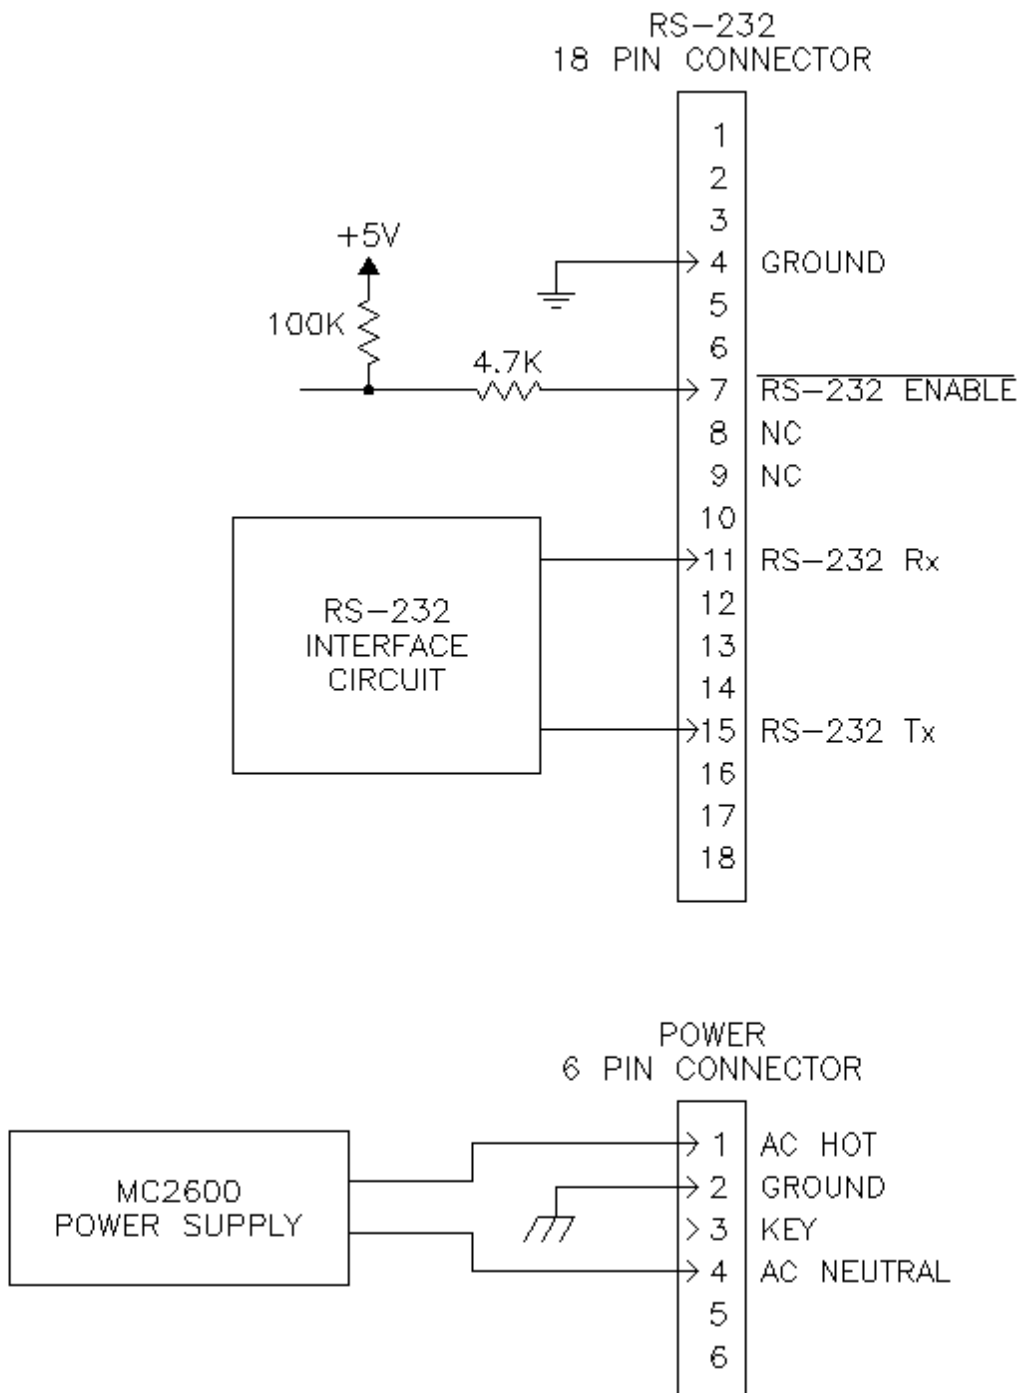 RS-232
18 PIN CONNECTOR
1
2
3
+5V
4 GROUND
5
100K
6
4.7K
7 RS-232 ENABLE
8 NC
9 NC
10
11 RS-232 Rx
RS-232
INTERFACE
CIRCUIT
12
13
14
15 RS-232 Tx
16
17
18
POWER
6 PIN CONNECTOR
1 AC HOT
MC2600
POWER SUPPLY
2 GROUND
3 KEY
4 AC NEUTRAL
5
6